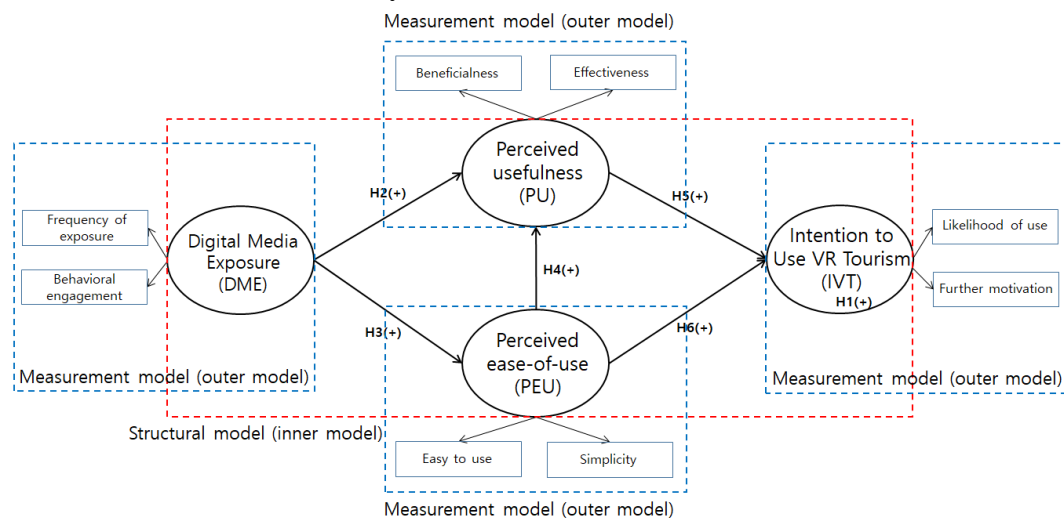 Measurement model (outer model)
Beneficialness
Effectiveness
Perceived
usefulness
(PU)
H2(+)
H5(+)
Frequency of
exposure
Behavioral
engagement
Digital Media
Exposure
(DME)
H4(+)
Intention to
Use VR Tourism
(IVT)
H1(+)
Likelihood of use
Further motivation
H3(+)
H6(+)
Perceived
ease-of-use
(PEU)
Measurement model (outer model)
Measurement model (outer model)
Structural model (inner model)
Easy to use
Simplicity
Measurement model (outer model)